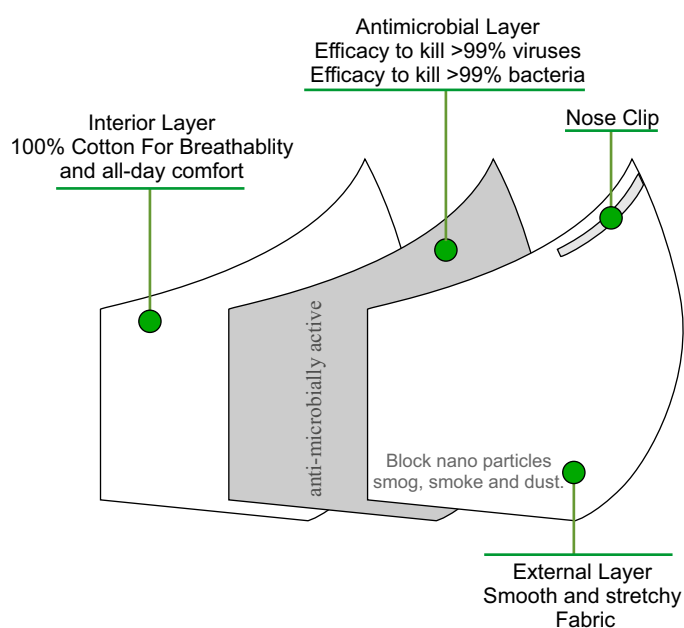 Antimicrobial Layer
Efficacy to kill >99% viruses
Efficacy to kill >99% bacteria
Nose Clip
Interior Layer
100% Cotton For Breathablity
and all-day comfort
anti-microbially active
Block nano particles
smog, smoke and dust.
External Layer
Smooth and stretchy
Fabric